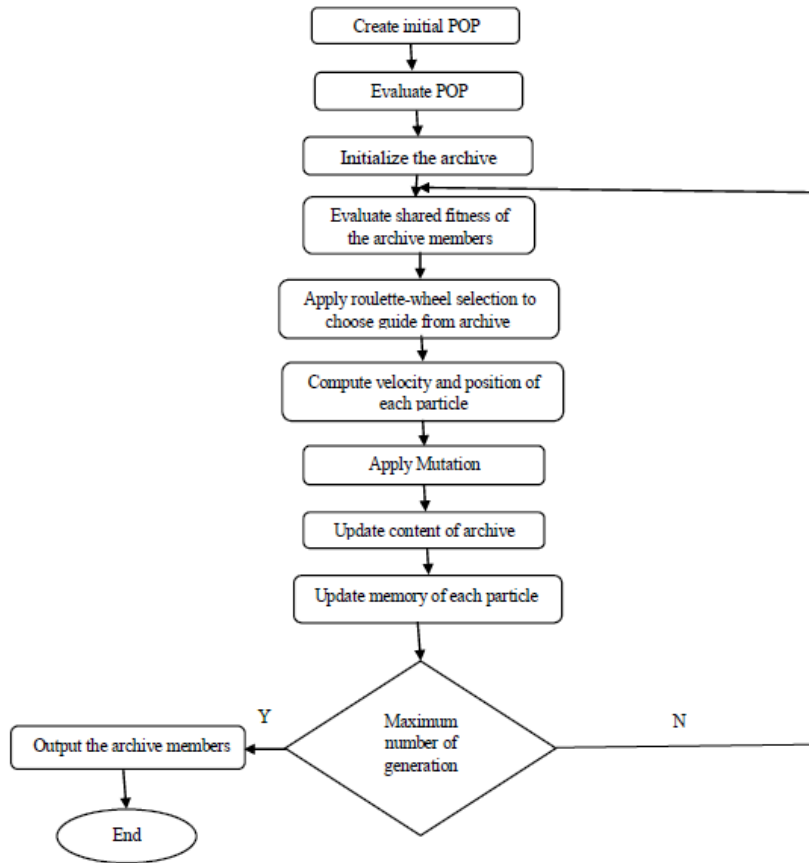 Create initial POP
Evaluate POP
Initialize the archive
Evaluate shared fitness of
the archive members
Apply roulette-wheel selection to
choose guide from archive
Compute velocity and position of
each particle
Apply Mutation
Update content of archive
Update memory of each particle
Maximum
number of
generation
Y
N
Output the archive members
End